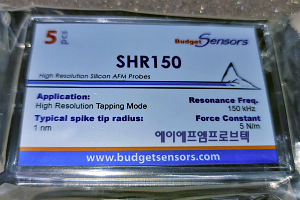 5 pcs
BudgetSensors
SHR150
High Resolution Silicon AFM Probes
Application:
High Resolution Tapping Mode
Typical spike tip radius:
1 nm
Resonance Freq.
150 kHz
Force Constant
5 N/m
에이에프엠프로브텍
www.budgetsensors.com